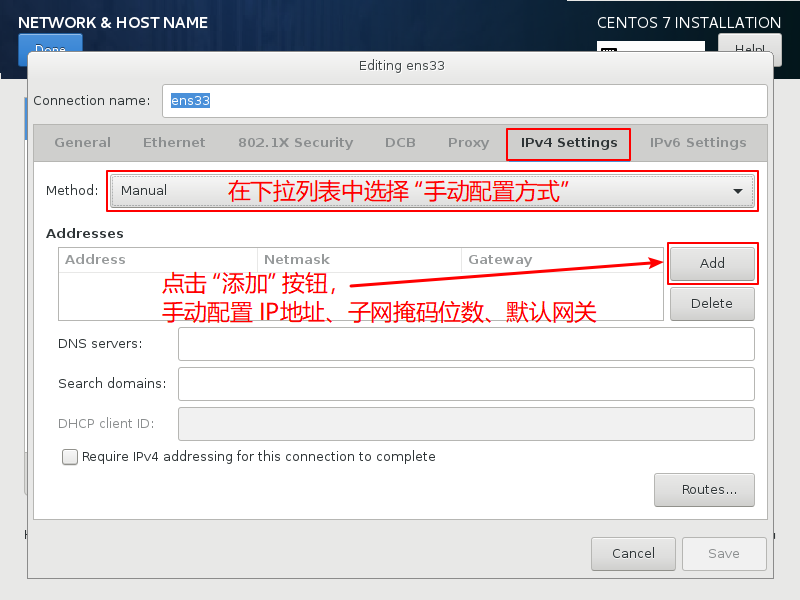 NETWORK & HOST NAME
CENTOS 7 INSTALLATION
Done
Help!
Editing ens33
Connection name: ens33
General Ethernet 802.1X Security DCB Proxy IPv4 Settings IPv6 Settings
Method: Manual 在下拉列表中选择 “手动配置方式”
Addresses
Address Netmask Gateway
Add
点击 “添加” 按钮，
手动配置 IP地址、子网掩码位数、默认网关
Delete
DNS servers:
Search domains:
DHCP client ID:
Require IPv4 addressing for this connection to complete
Routes...
Cancel Save